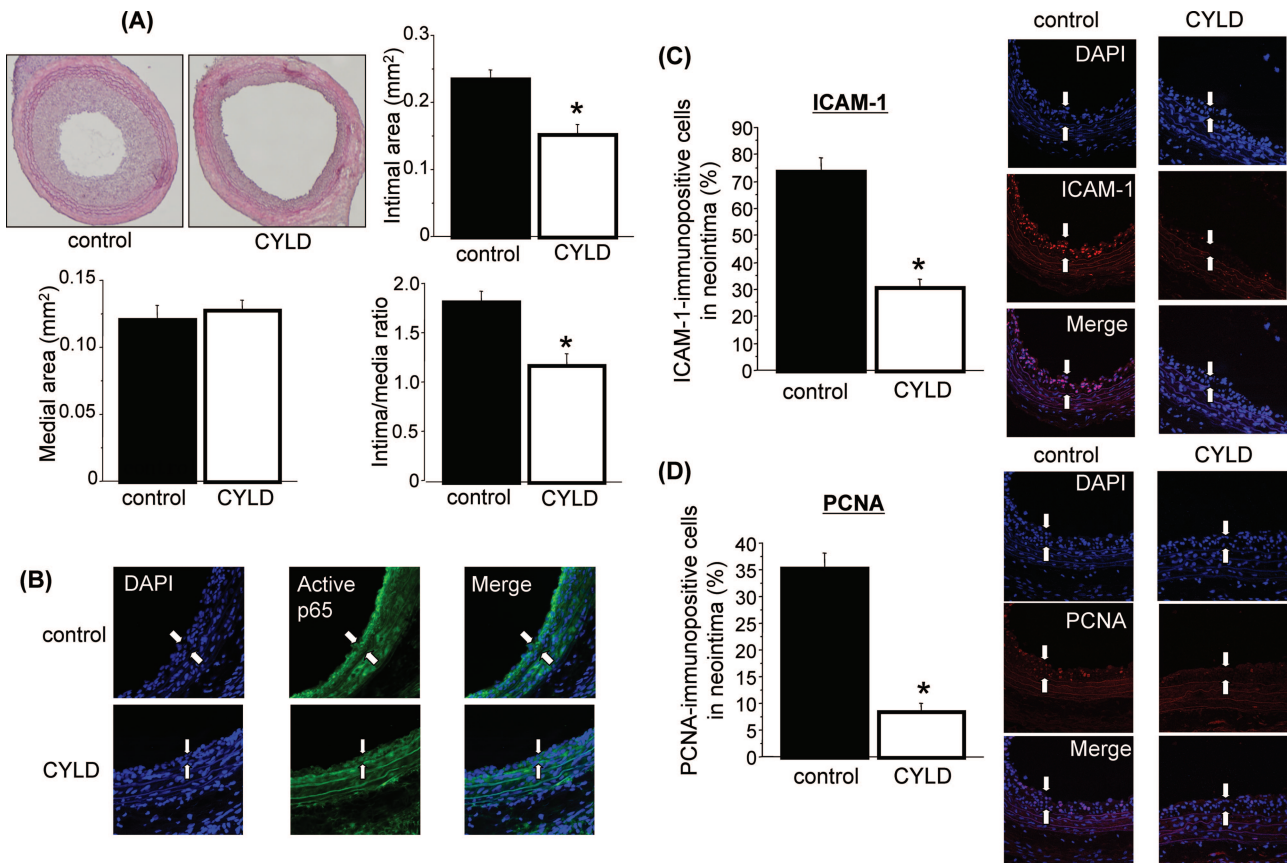 (A)
control
CYLD
Intimal area (mm²)
0.3
0.2
0.1
0
control
CYLD
*
Medial area (mm²)
0.15
0.10
0.05
0
control
CYLD
Intima/media ratio
2.0
1.5
1.0
0.5
0
control
CYLD
*
(B)
DAPI
Active
p65
Merge
control
CYLD
(C)
ICAM-1
ICAM-1-immunopositive cells
in neointima (%)
90
80
70
60
50
40
30
20
10
0
control
CYLD
*
control
CYLD
DAPI
ICAM-1
Merge
(D)
PCNA
PCNA-immunopositive cells
in neointima (%)
40
35
30
25
20
15
10
5
0
control
CYLD
*
control
CYLD
DAPI
PCNA
Merge